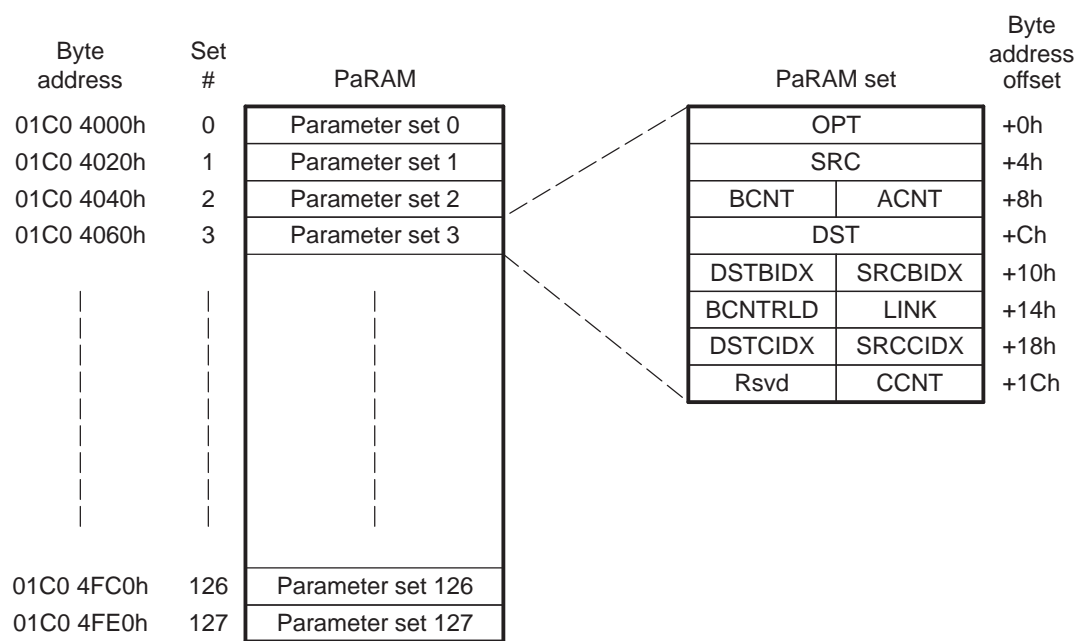 Byte address
Set #
PaRAM
PaRAM set
Byte address offset
01C0 4000h 0 Parameter set 0
01C0 4020h 1 Parameter set 1
01C0 4040h 2 Parameter set 2
01C0 4060h 3 Parameter set 3
01C0 4FC0h 126 Parameter set 126
01C0 4FE0h 127 Parameter set 127
OPT +0h
SRC +4h
BCNT ACNT +8h
DST +Ch
DSTBIDX SRCBIDX +10h
BCNTRLD LINK +14h
DSTCIDX SRCCIDX +18h
Rsvd CCNT +1Ch